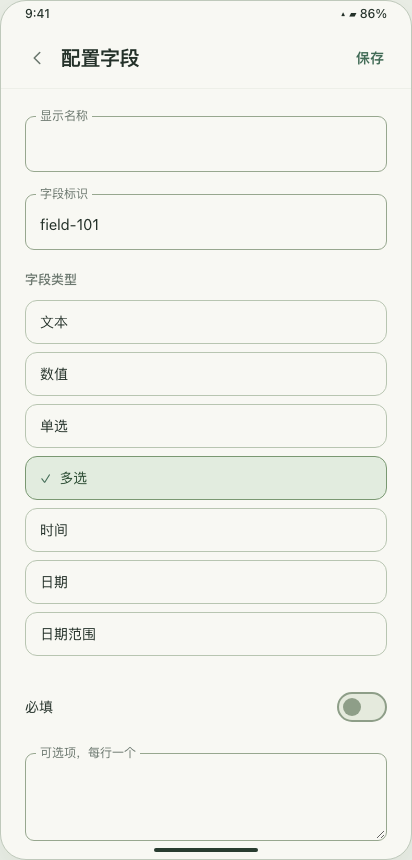 9:41
86%
配置字段
保存
显示名称
字段标识
field-101
字段类型
文本
数值
单选
✓ 多选
时间
日期
日期范围
必填
可选项，每行一个